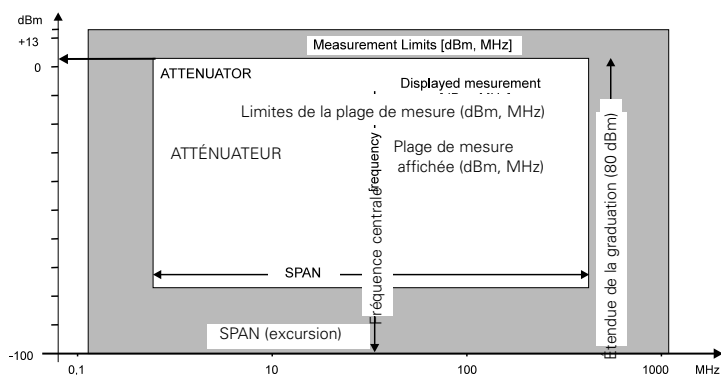 dBm
+13
Measurement Limits [dBm, MHz]
0
ATTENUATOR
Displayed mesurement
Limites de la plage de mesure (dBm, MHz)
ATTÉNUATEUR
Plage de mesure
affichée (dBm, MHz)
frequency
Fréquence centrale
Etendue de la graduation (80 dBm)
SPAN
SPAN (excursion)
-100
0,1
10
100
1000
MHz